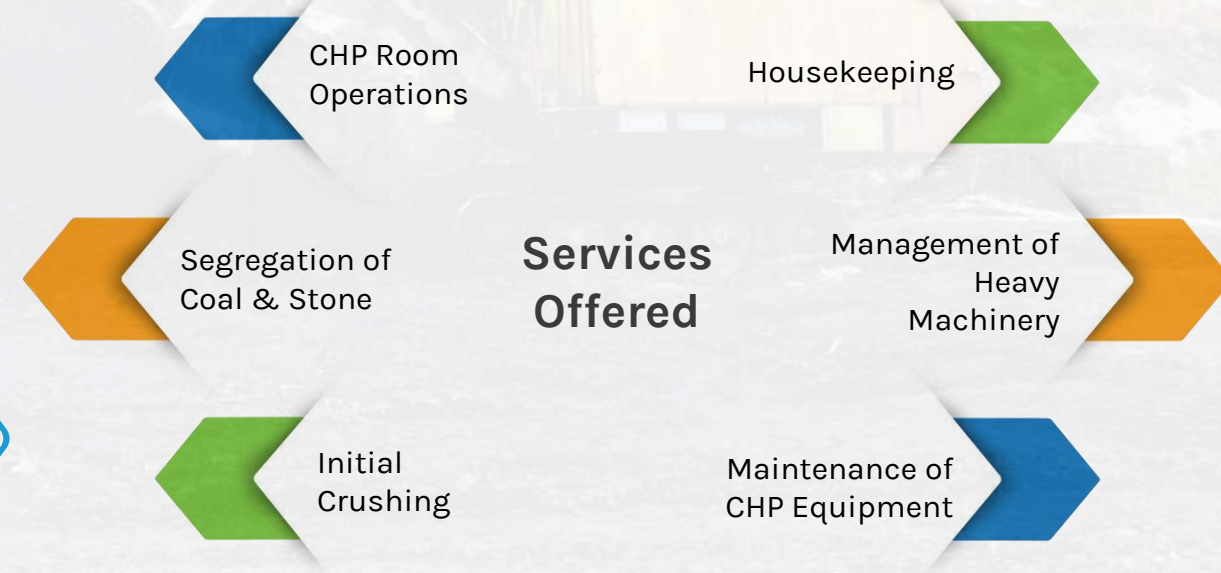 CHP Room
Operations
Housekeeping
Segregation of
Coal & Stone
Services
Offered
Management of
Heavy
Machinery
Initial
Crushing
Maintenance of
CHP Equipment